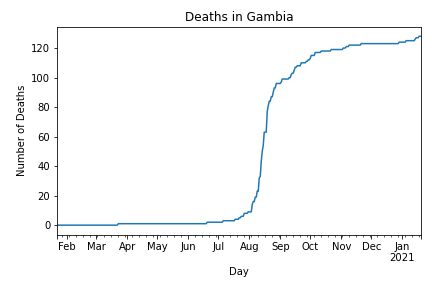 Deaths in Gambia
Number of Deaths
120
100
80
60
40
20
0
Feb Mar Apr May Jun Jul Aug Sep Oct Nov Dec Jan
2021
Day